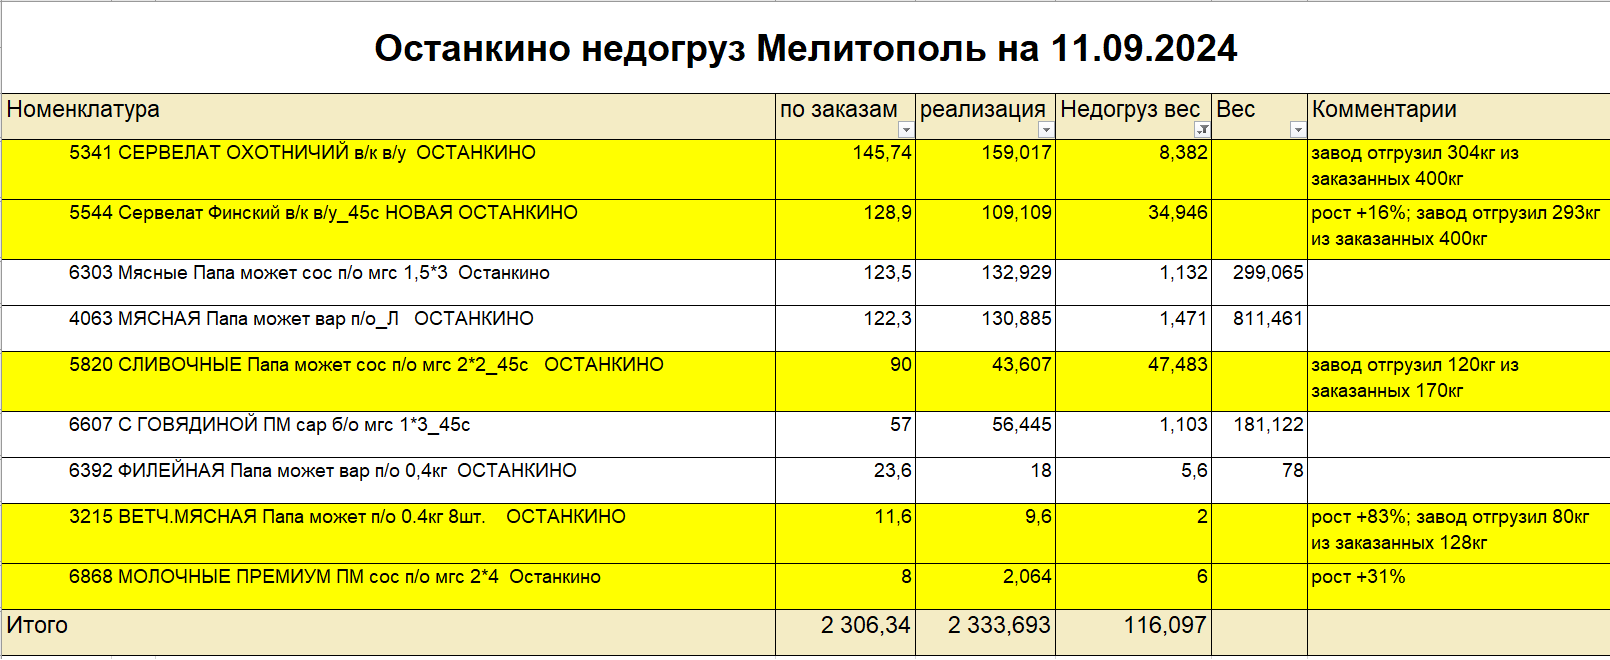 Останкино недогруз Мелитополь на 11.09.2024
Номенклатура по заказам реализация Недогруз вес Вес Комментарии
5341 СЕРВЕЛАТ ОХОТНИЧИЙ в/к в/у ОСТАНКИНО 145,74 159,017 8,382 завод отгрузил 304кг из
заказанных 400кг
5544 Сервелат Финский в/к в/у_45с НОВАЯ ОСТАНКИНО 128,9 109,109 34,946 рост +16%; завод отгрузил 293кг
из заказанных 400кг
6303 Мясные Папа может сос п/о мгс 1,5*3 Останкино 123,5 132,929 1,132 299,065
4063 МЯСНАЯ Папа может вар п/о_Л ОСТАНКИНО 122,3 130,885 1,471 811,461
5820 СЛИВОЧНЫЕ Папа может сос п/о мгс 2*2_45с ОСТАНКИНО 90 43,607 47,483 завод отгрузил 120кг из
заказанных 170кг
6607 С ГОВЯДИНОЙ ПМ сар б/о мгс 1*3_45с 57 56,445 1,103 181,122
6392 ФИЛЕЙНАЯ Папа может вар п/о 0,4кг ОСТАНКИНО 23,6 18 5,6 78
3215 ВЕТЧ.МЯСНАЯ Папа может п/о 0.4кг 8шт. ОСТАНКИНО 11,6 9,6 2 рост +83%; завод отгрузил 80кг
из заказанных 128кг
6868 МОЛОЧНЫЕ ПРЕМИУМ ПМ сос п/о мгс 2*4 Останкино 8 2,064 6 рост +31%
Итого 2 306,34 2 333,693 116,097